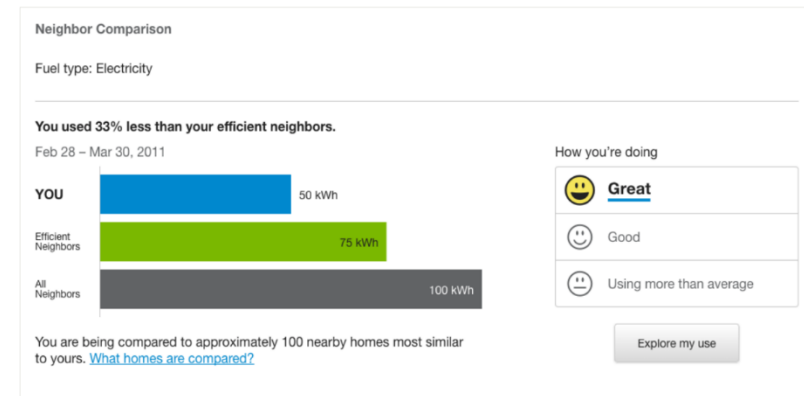 Neighbor Comparison
Fuel type: Electricity
You used 33% less than your efficient neighbors.
Feb 28 – Mar 30, 2011
YOU
50 kWh
Efficient
Neighbors
75 kWh
All
Neighbors
100 kWh
You are being compared to approximately 100 nearby homes most similar
to yours. What homes are compared?
How you're doing
Great
Good
Using more than average
Explore my use